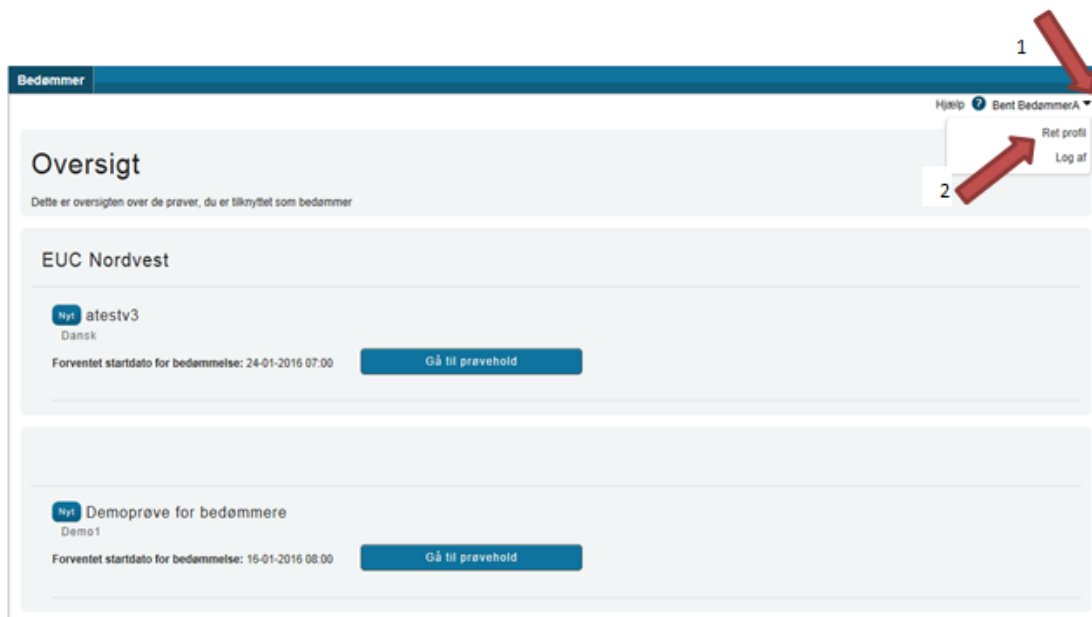 1
Bedømmer
Hjælp ? Bent BedømmerA
Ret profil
Log af
2
Oversigt
Dette er oversigten over de prøver, du er tilknyttet som bedømmer
EUC Nordvest
Nyt atestv3
Dansk
Forventet startdato for bedømmelse: 24-01-2016 07:00 Gå til prøvehold
Nyt Demoprøve for bedømmere
Demo1
Forventet startdato for bedømmelse: 16-01-2016 08:00 Gå til prøvehold